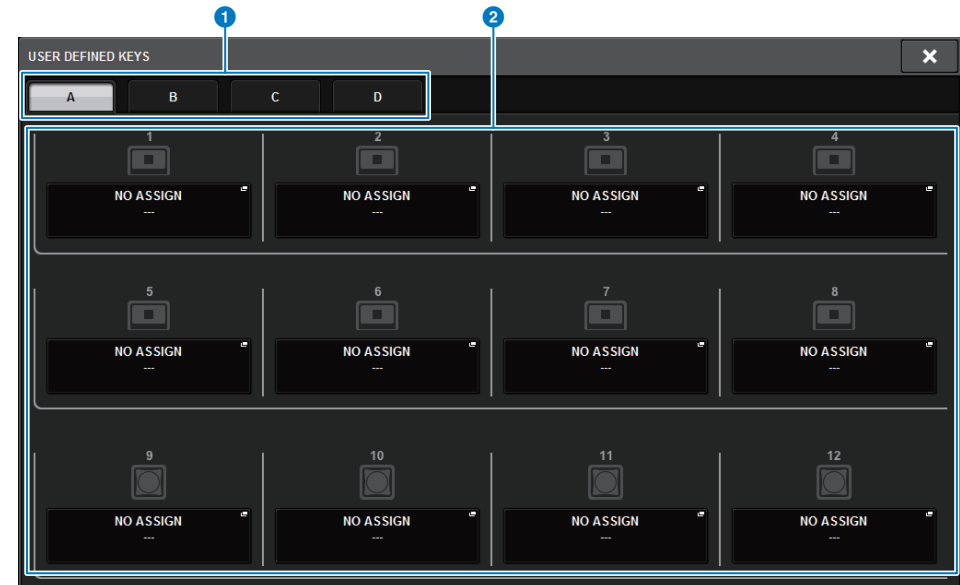 1 2
USER DEFINED KEYS
A B C D
1 2 3 4
NO ASSIGN NO ASSIGN NO ASSIGN NO ASSIGN
--- --- --- ---
5 6 7 8
NO ASSIGN NO ASSIGN NO ASSIGN NO ASSIGN
--- --- --- ---
9 10 11 12
NO ASSIGN NO ASSIGN NO ASSIGN NO ASSIGN
--- --- --- ---